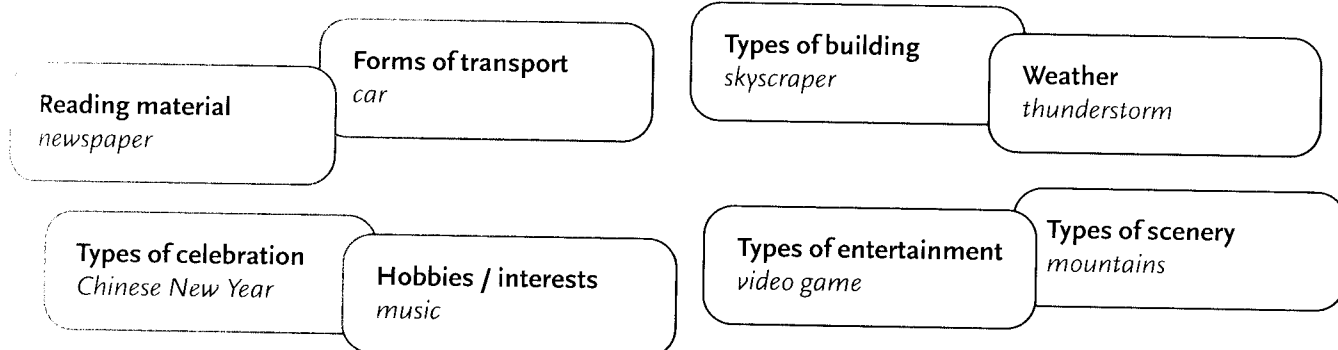 Reading material
newspaper
Forms of transport
car
Types of building
skyscraper
Weather
thunderstorm
Types of celebration
Chinese New Year
Hobbies / interests
music
Types of entertainment
video game
Types of scenery
mountains